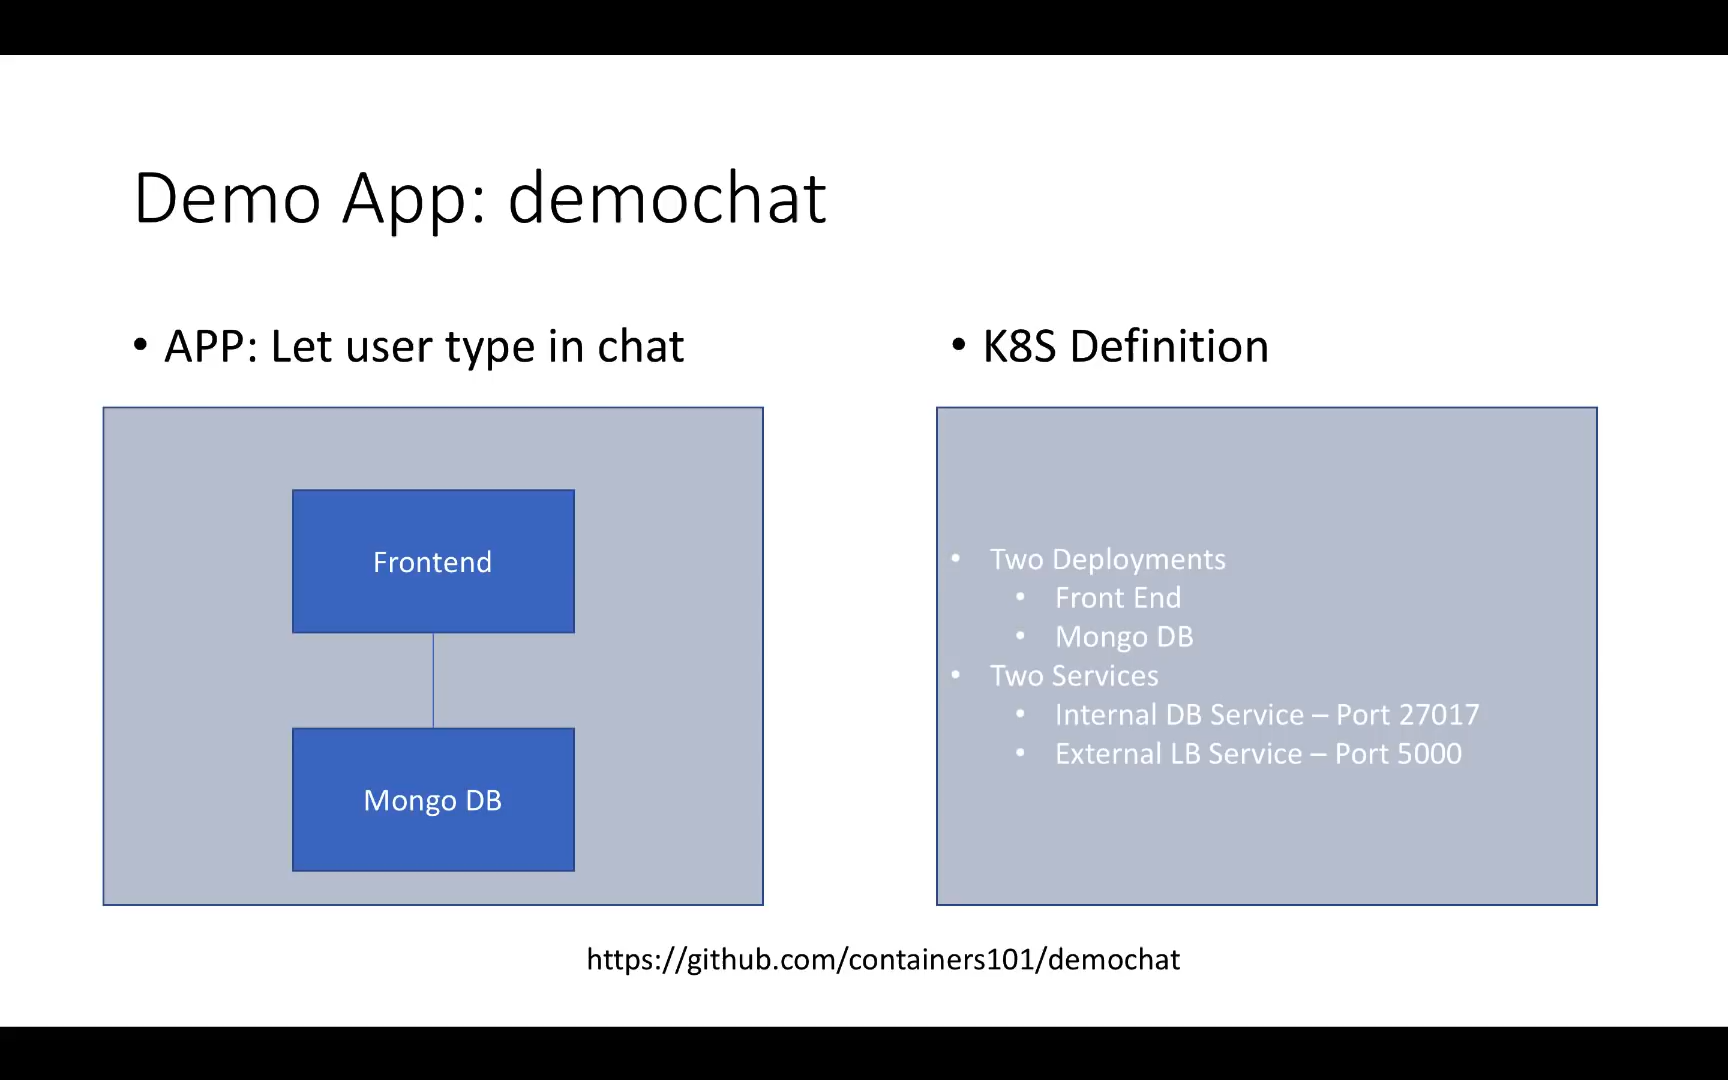 Demo App: demochat
• APP: Let user type in chat
Frontend
Mongo DB
• K8S Definition
• Two Deployments
• Front End
• Mongo DB
• Two Services
• Internal DB Service – Port 27017
• External LB Service – Port 5000
https://github.com/containers101/demochat